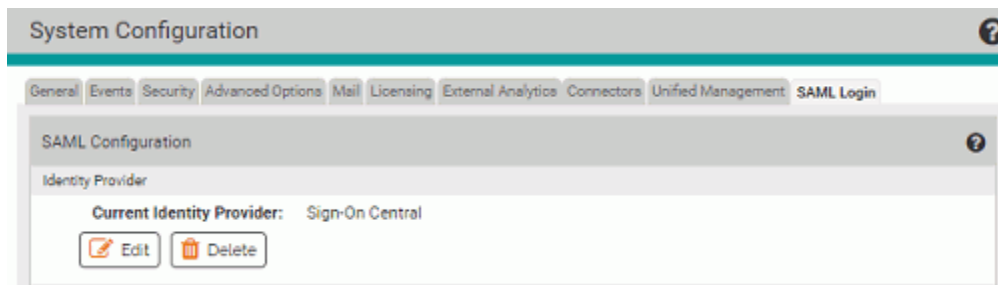 System Configuration
General Events Security Advanced Options Mail Licensing External Analytics Connectors Unified Management SAML Login
SAML Configuration
Identity Provider
Current Identity Provider: Sign-On Central
Edit Delete